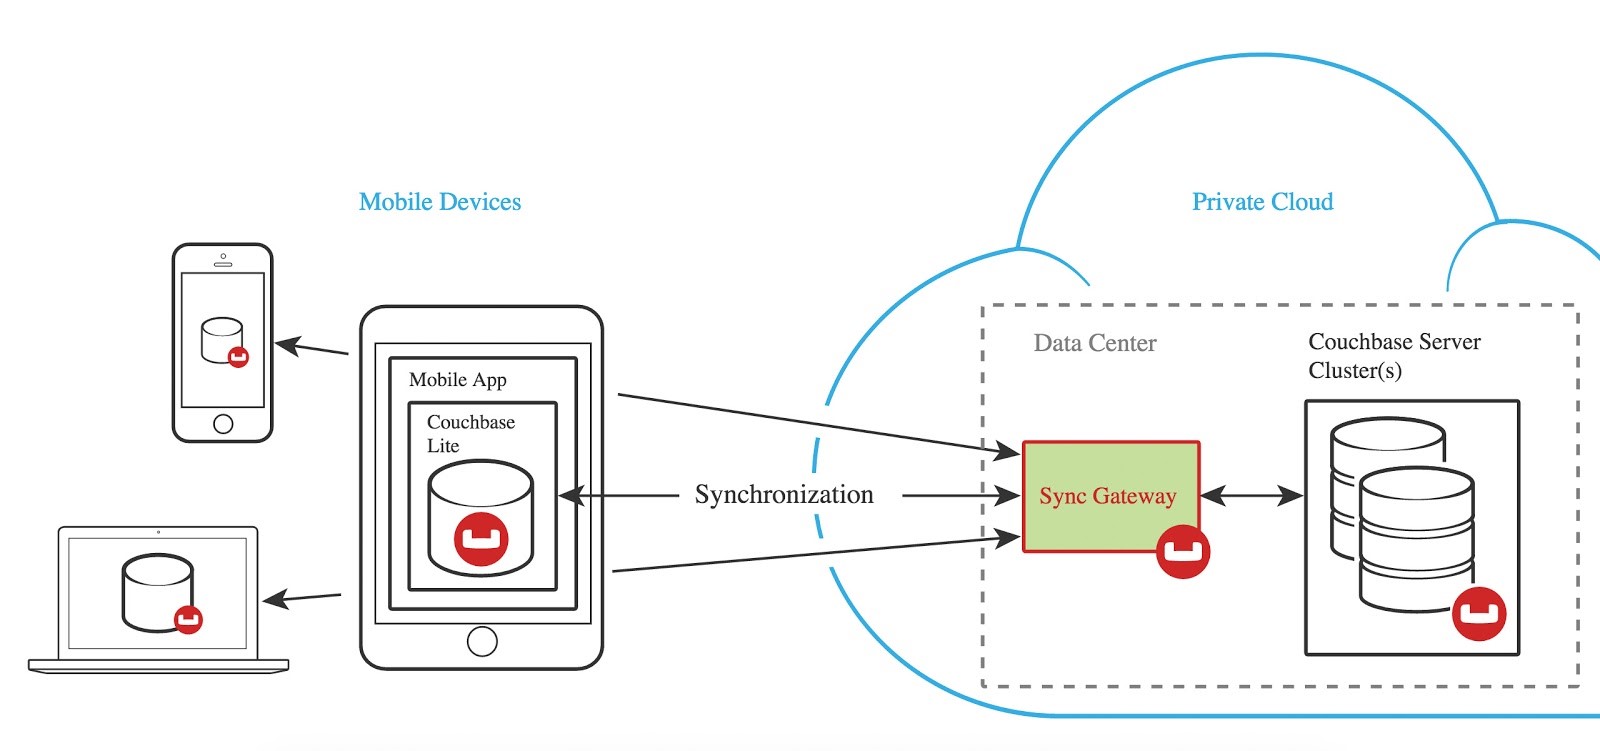 Mobile Devices
Private Cloud
Data Center
Couchbase Server
Cluster(s)
Mobile App
Couchbase
Lite
Synchronization
Sync Gateway